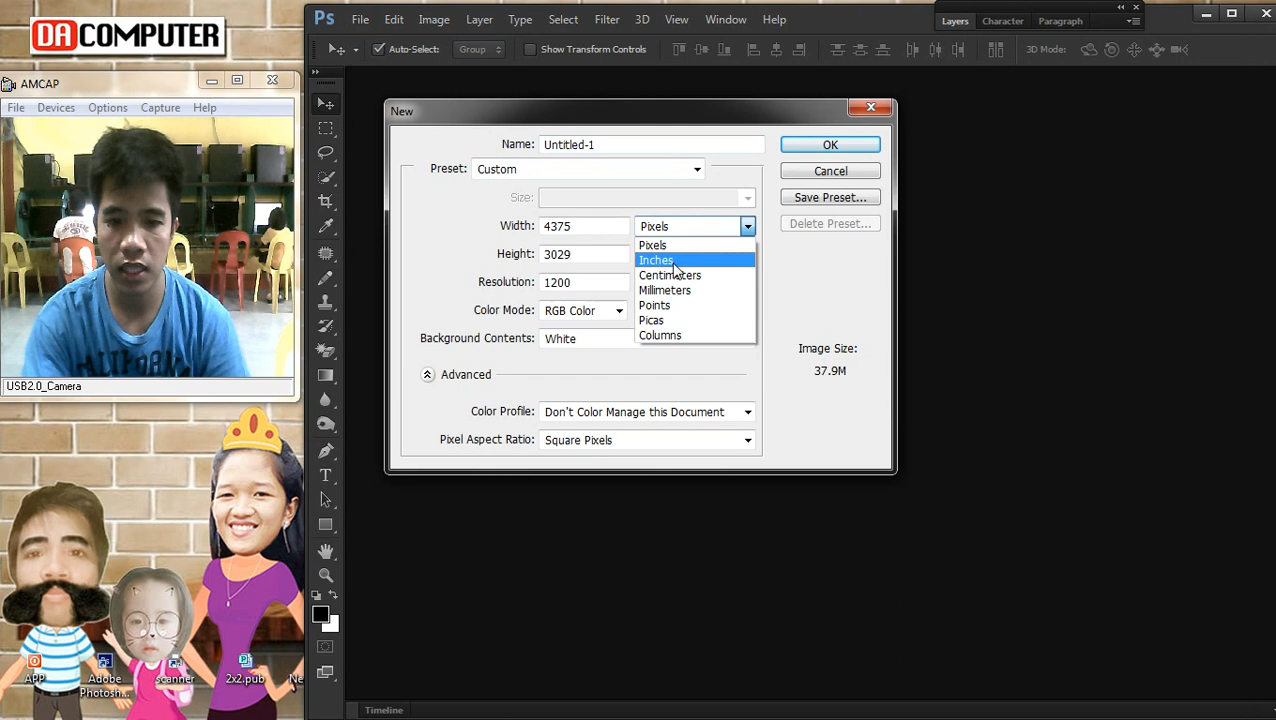 DA COMPUTER
AMCAP
File Devices Options Capture Help
USB2.0_Camera
APP
Adobe Photosh...
scanner
2x2.pub
Ps File Edit Image Layer Type Select Filter 3D View Window Help
Layers Character Paragraph
Auto-Select: Group Show Transform Controls 3D Mode:
New
Name: Untitled-1 OK
Preset: Custom Cancel
Size: Save Preset...
Width: 4375 Pixels Delete Preset...
Pixels
Height: 3029 Inches
Centimeters
Resolution: 1200 Millimeters
Points
Color Mode: RGB Color Picas
Background Contents: White Columns
Image Size:
37.9M
Advanced
Color Profile: Don't Color Manage this Document
Pixel Aspect Ratio: Square Pixels
Timeline